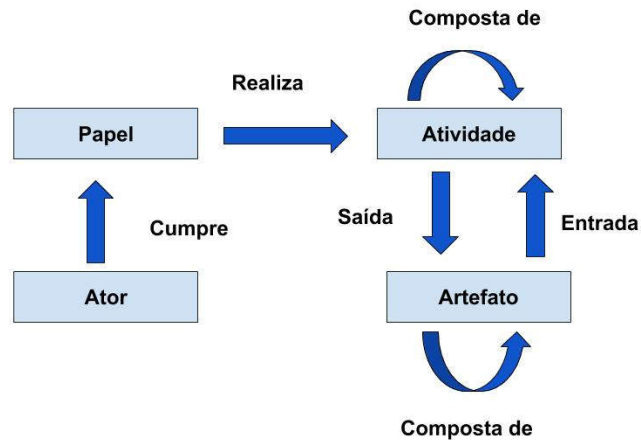 Composta de
Realiza
Papel
Atividade
Cumpre
Saída
Entrada
Ator
Artefato
Composta de